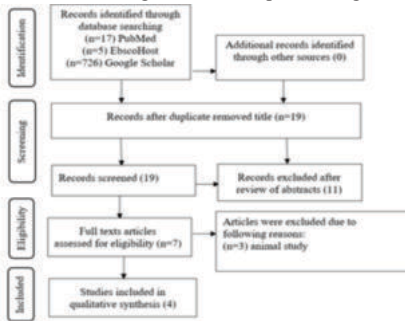 Identification
Records identified through
database searching
(n=17) PubMed
(n=5) EbscoHost
(n=726) Google Scholar
Additional records identified
through other sources (0)
Screening
Records after duplicate removed title (n=19)
Records screened (19)
Records excluded after
review of abstracts (11)
Eligibility
Full texts articles
assessed for eligibility (n=7)
Articles were excluded due to
following reasons:
(n=3) animal study
Included
Studies included in
qualitative synthesis (4)